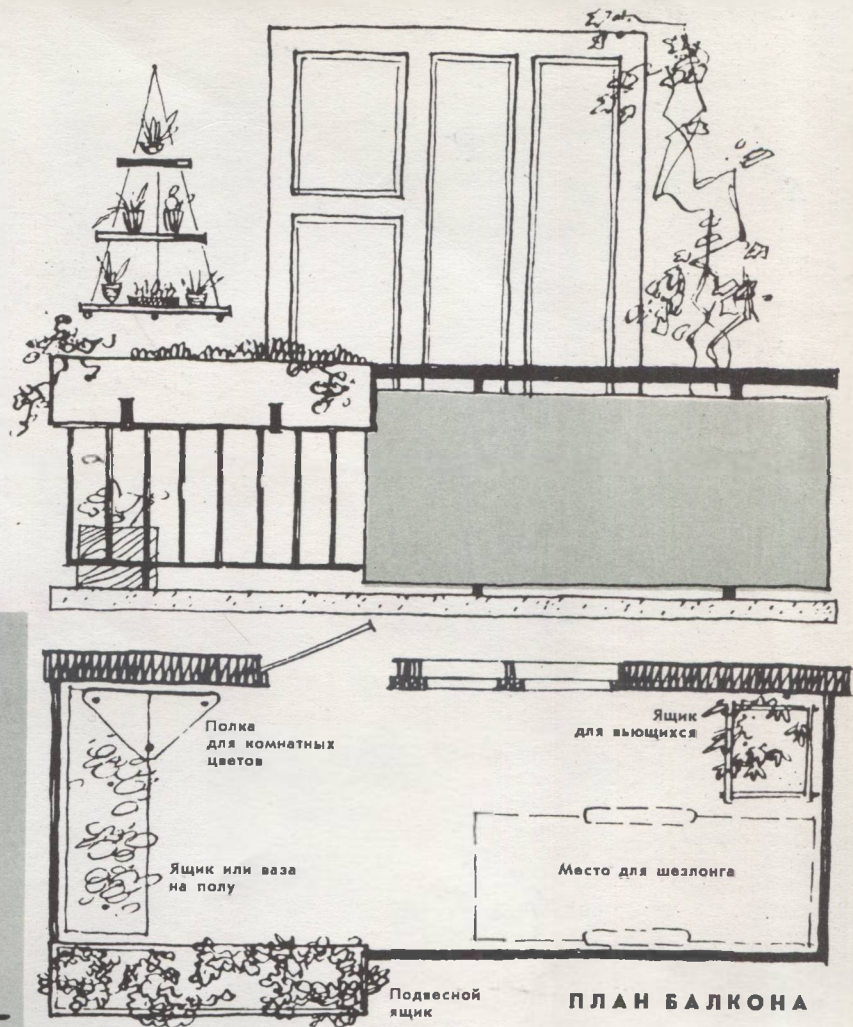 Полка
для комнатных
цветов
Ящик
для вьющихся
Ящик или ваза
на полу
Место для шезлонга
Подвесной
ящик
ПЛАН БАЛКОНА